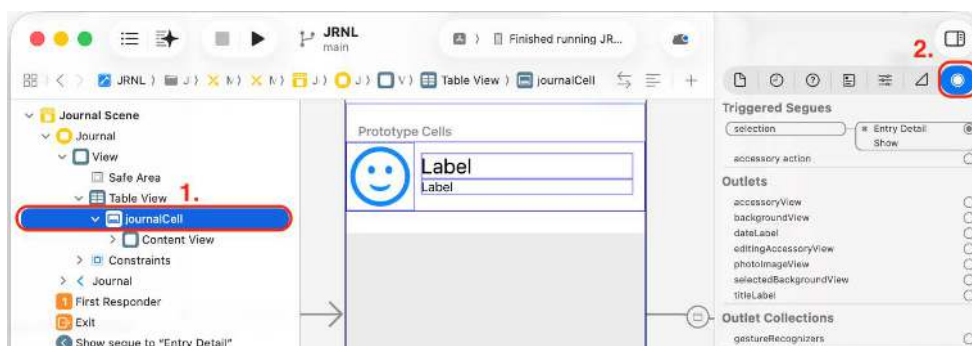 JRNL
main
Finished running JR...
2.
JRNL
J
M
M
J
J
V
Table View
journalCell
Journal Scene
Journal
View
Safe Area
Table View
1.
journalCell
Content View
Constraints
Journal
First Responder
Exit
Show segue to "Entry Detail"
Prototype Cells
Label
Label
Triggered Segues
selection
Entry Detail
Show
accessory action
Outlets
accessoryView
backgroundView
dateLabel
editingAccessoryView
photoImageView
selectedBackgroundView
titleLabel
Outlet Collections
gestureRecognizers